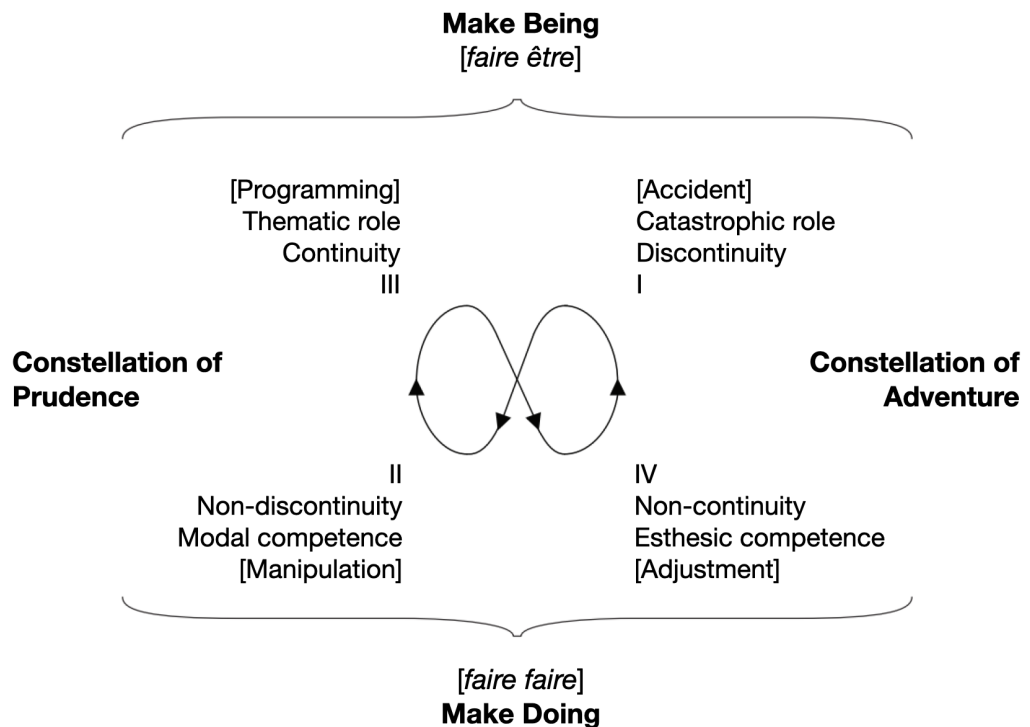 Make Being
[faire être]
[Programming]
Thematic role
Continuity
III
[Accident]
Catastrophic role
Discontinuity
I
Constellation of
Prudence
Constellation of
Adventure
II
Non-discontinuity
Modal competence
[Manipulation]
IV
Non-continuity
Esthesic competence
[Adjustment]
[faire faire]
Make Doing